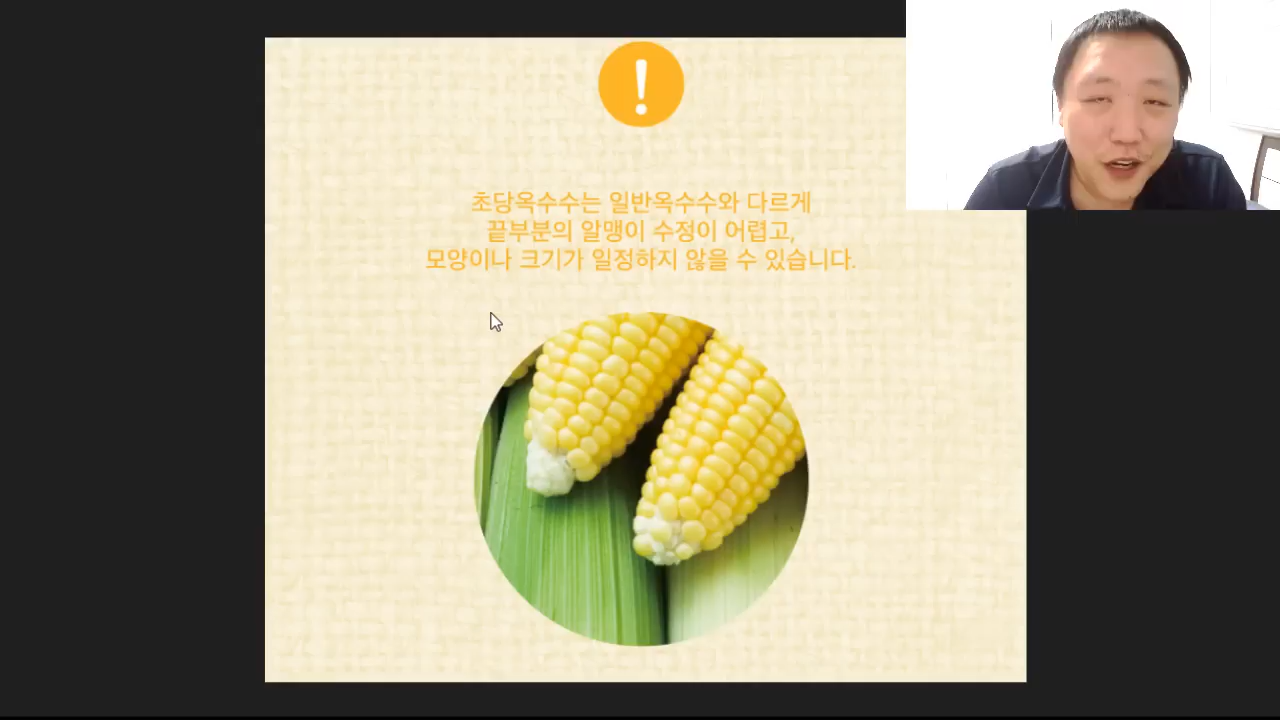 !
초당옥수수는 일반옥수수와 다르게
끝부분의 알맹이 수정이 어렵고,
모양이나 크기가 일정하지 않을 수 있습니다.